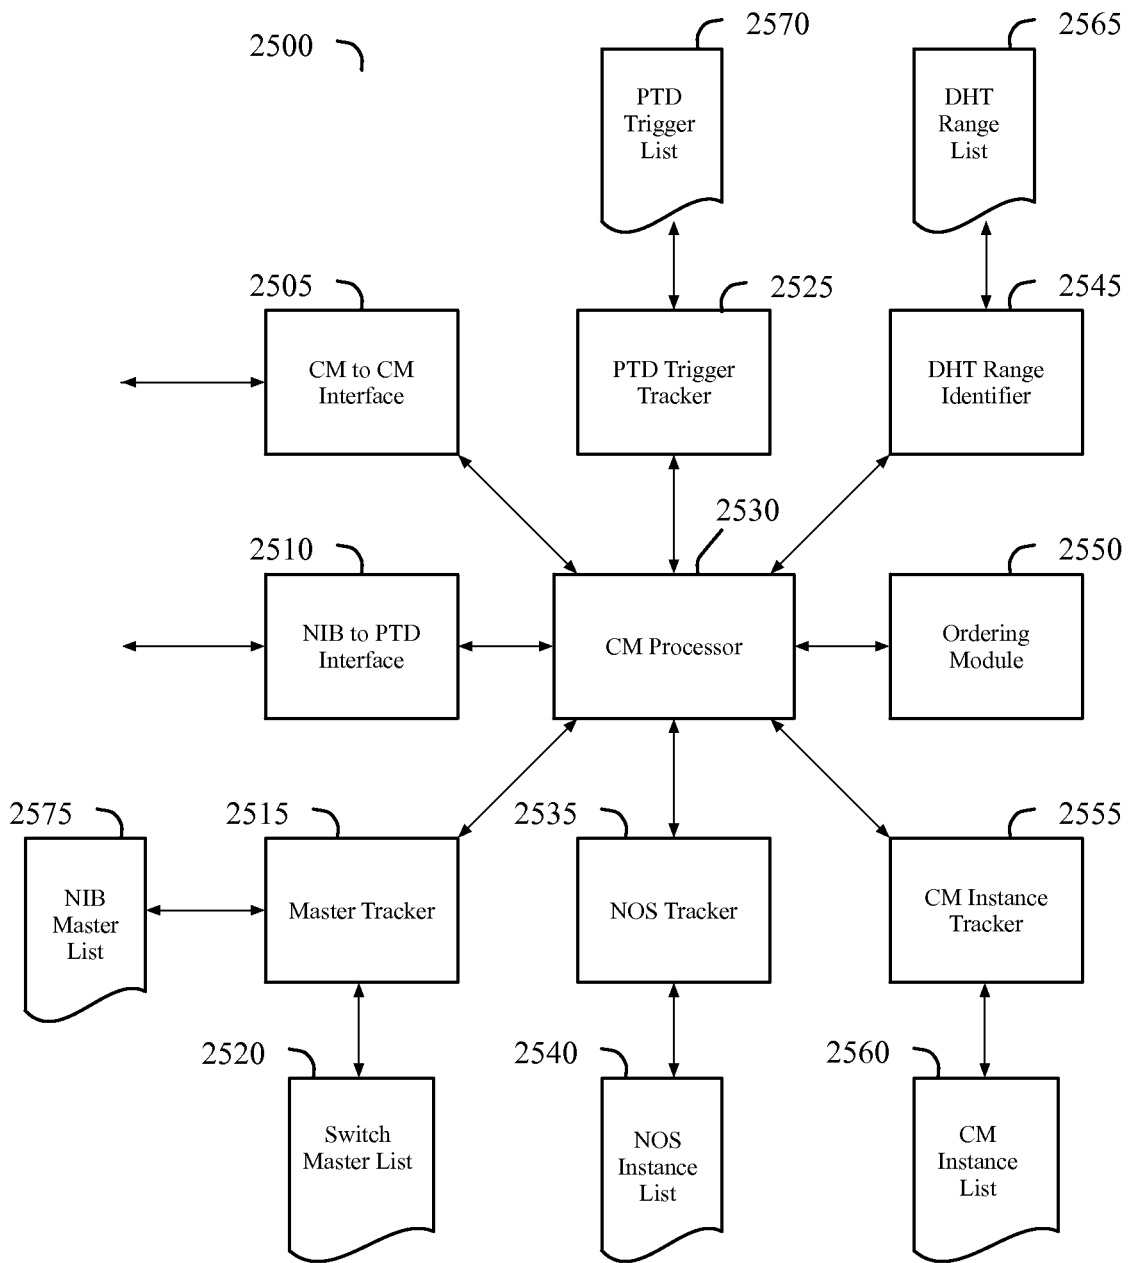 2570
2565
2500
PTD
Trigger
List
DHT
Range
List
2505
2525
2545
CM to CM
Interface
PTD Trigger
Tracker
DHT Range
Identifier
2530
2510
2550
NIB to PTD
Interface
CM Processor
Ordering
Module
2575
2515
2535
2555
NIB
Master
List
Master Tracker
NOS Tracker
CM Instance
Tracker
2520
2540
2560
Switch
Master List
NOS
Instance
List
CM
Instance
List